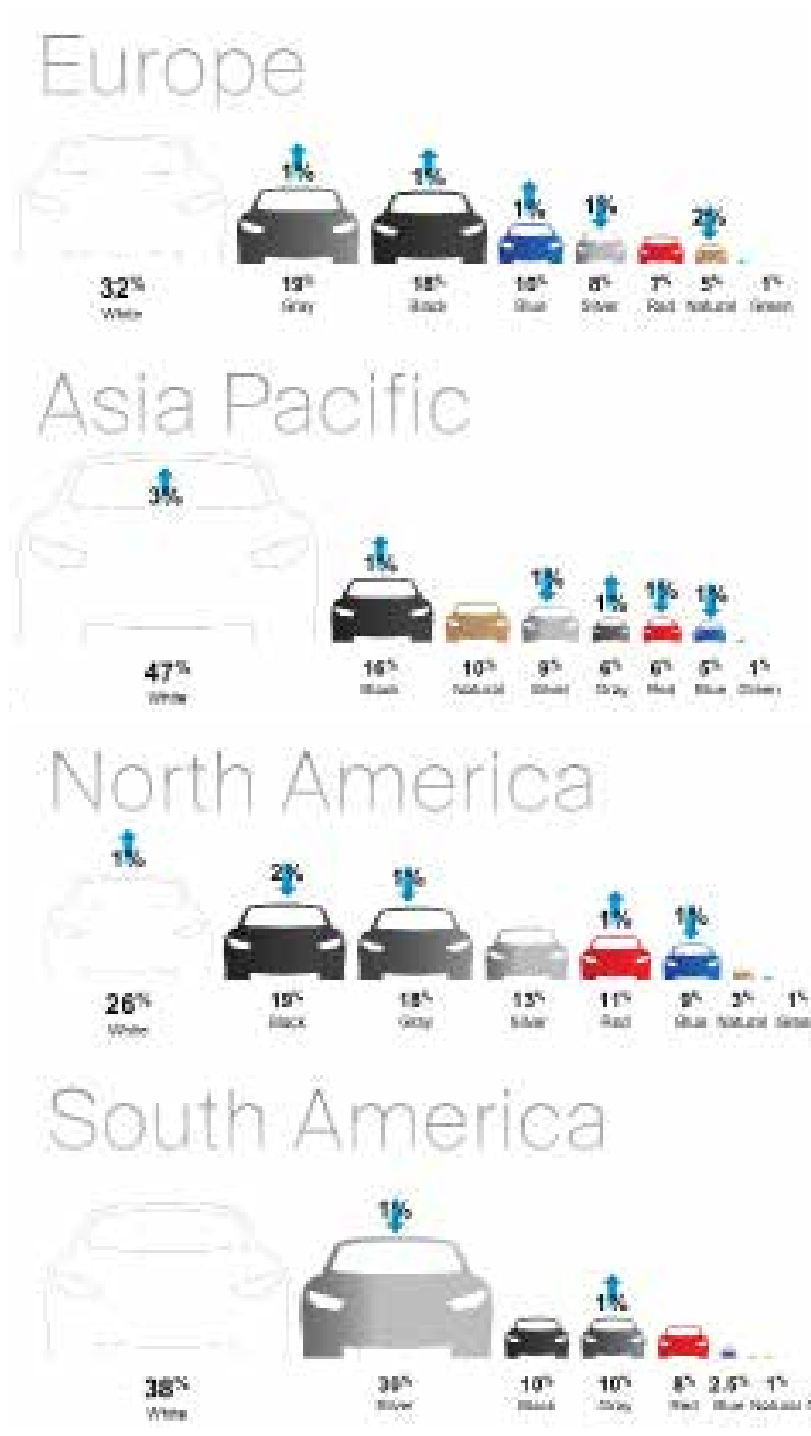 Europe
1% 1% 1% 1% 2%
32% 19% 18% 10% 8% 7% 5% 1%
White Gray Black Blue Silver Red Natural Green
Asia Pacific
3%
1% 1% 1% 1% 1%
47% 16% 10% 9% 6% 6% 5% 1%
White Black Natural Silver Gray Red Blue Green
North America
1% 2% 1% 1% 1%
26% 19% 18% 13% 11% 9% 3% 1%
White Black Gray Silver Red Blue Natural
South America
1%
1%
38% 10% 10% 8% 2.5% 1%
White Silver Black Gray Red Blue Natural